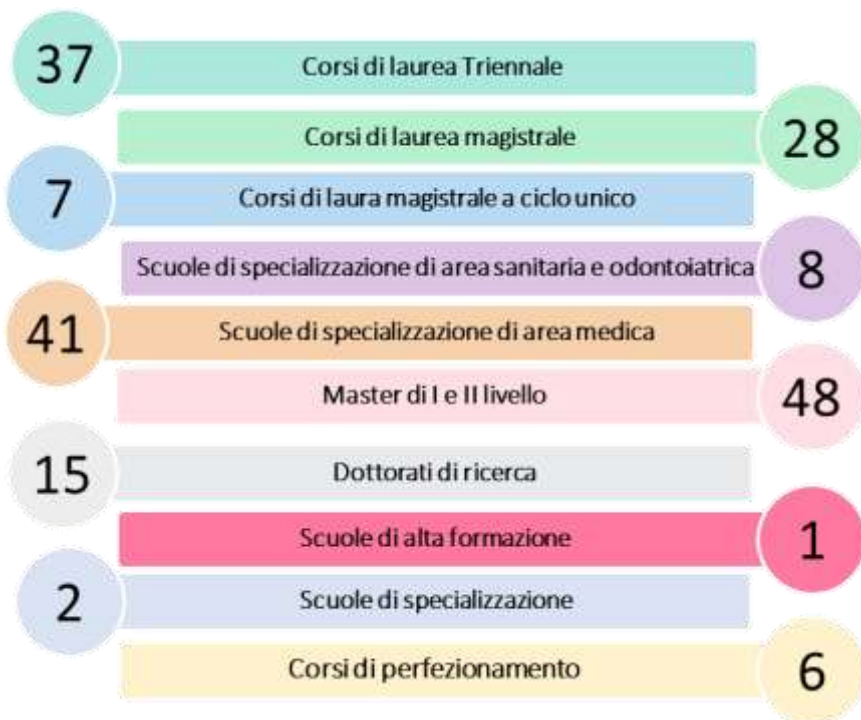 37
Corsi di laurea Triennale
Corsi di laurea magistrale
28
7
Corsi di laura magistrale a ciclo unico
Scuole di specializzazione di area sanitaria e odontoiatrica
8
41
Scuole di specializzazione di area medica
Master di I e II livello
48
15
Dottorati di ricerca
Scuole di alta formazione
1
2
Scuole di specializzazione
Corsi di perfezionamento
6